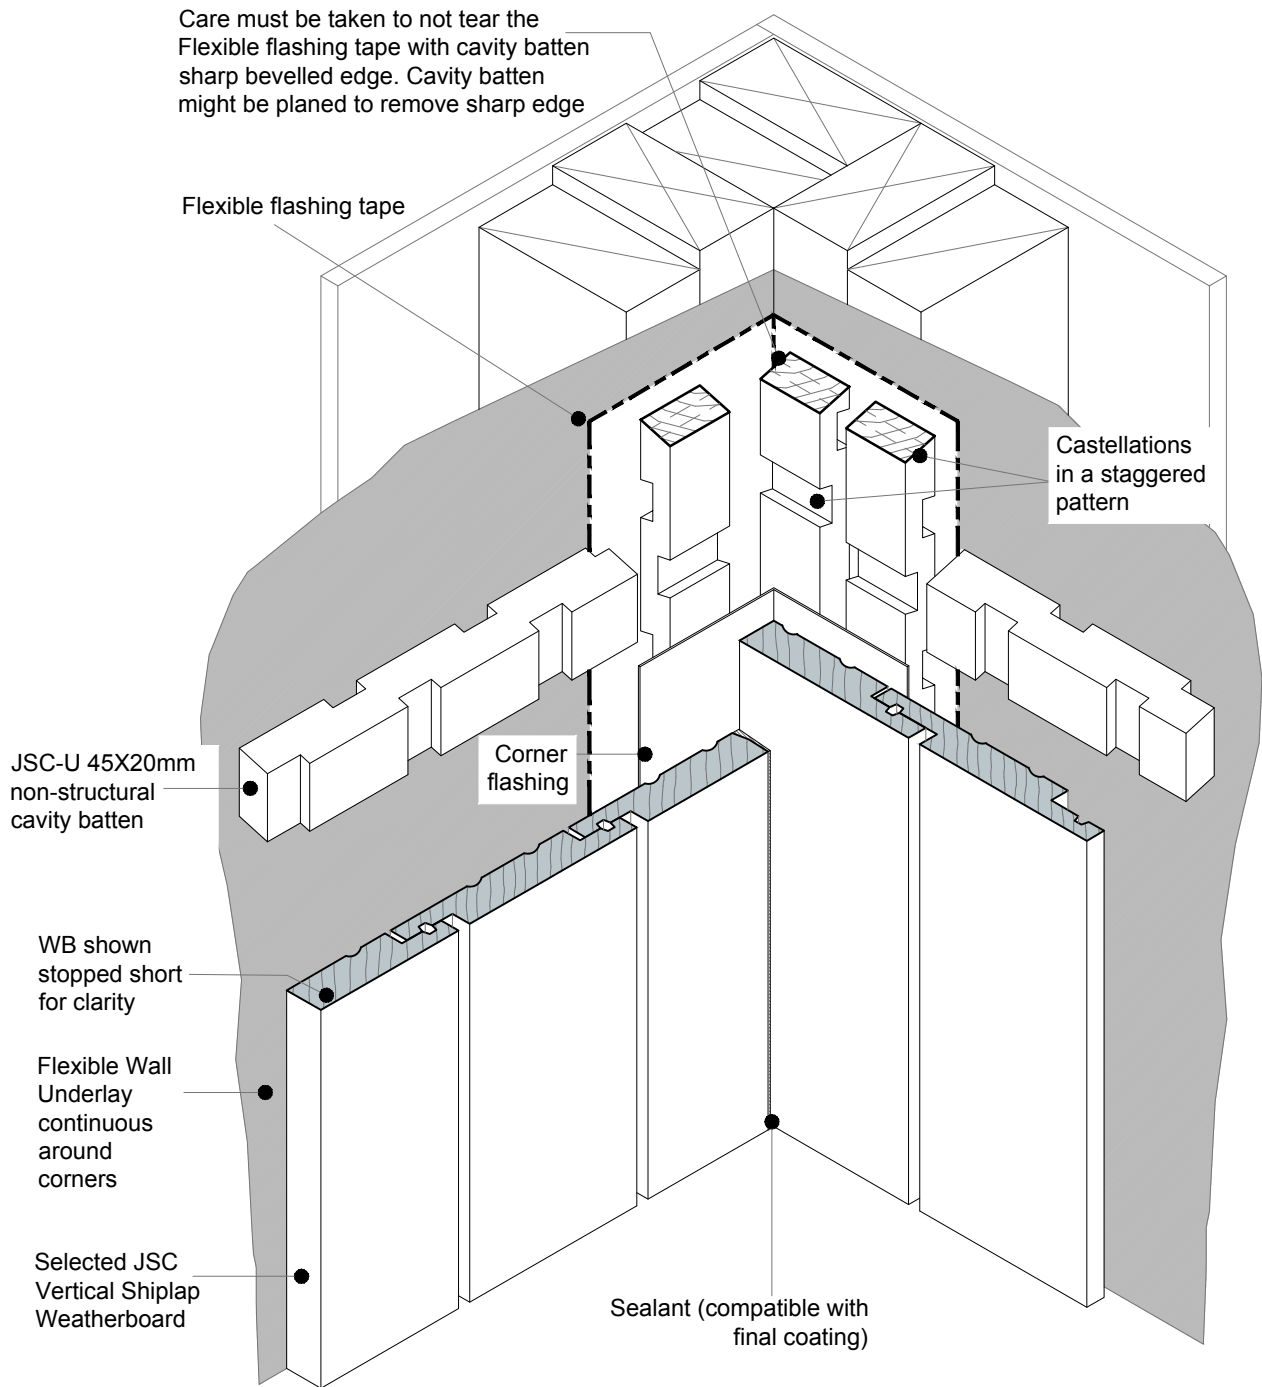 Care must be taken to not tear the
Flexible flashing tape with cavity batten
sharp bevelled edge. Cavity batten
might be planed to remove sharp edge
Flexible flashing tape
Castellations
in a staggered
pattern
JSC-U 45X20mm
non-structural
cavity batten
Corner
flashing
WB shown
stopped short
for clarity
Flexible Wall
Underlay
continuous
around
corners
Selected JSC
Vertical Shiplap
Weatherboard
Sealant (compatible with
final coating)